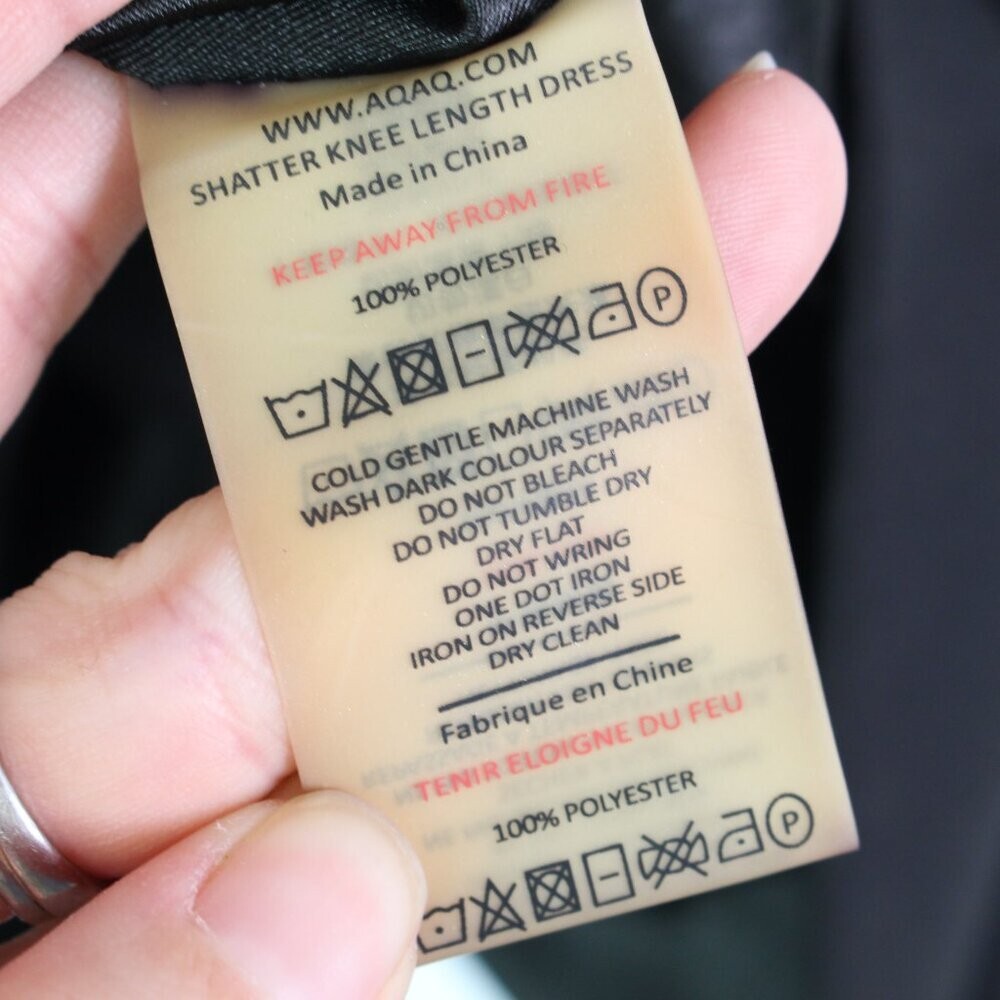 WWW.AQAQ.COM
SHATTER KNEE LENGTH DRESS
Made in China
KEEP AWAY FROM FIRE
100% POLYESTER
P
COLD GENTLE MACHINE WASH
WASH DARK COLOUR SEPARATELY
DO NOT BLEACH
DO NOT TUMBLE DRY
DRY FLAT
DO NOT WRING
ONE DOT IRON
IRON ON REVERSE SIDE
DRY CLEAN
Fabrique en Chine
TENIR ELOIGNE DU FEU
100% POLYESTER
P